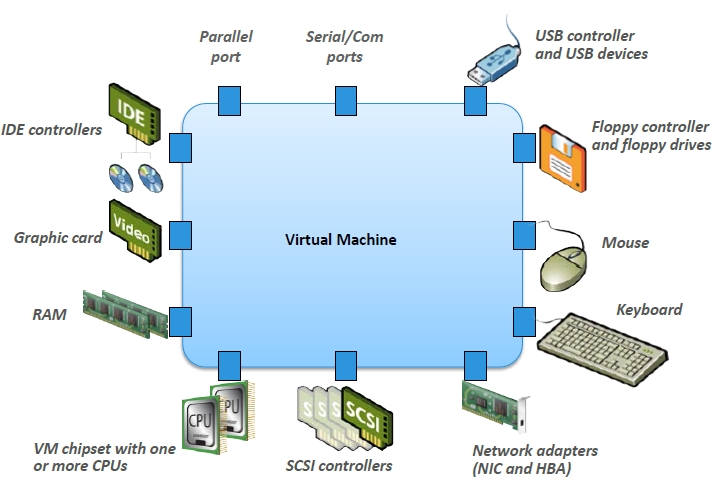 Parallel
port
Serial/Com
ports
USB controller
and USB devices
IDE
IDE controllers
Floppy controller
and floppy drives
Video
Graphic card
Virtual Machine
Mouse
RAM
Keyboard
CPU
CPU
VM chipset with one
or more CPUs
S
S
S
SCSI
SCSI controllers
Network adapters
(NIC and HBA)